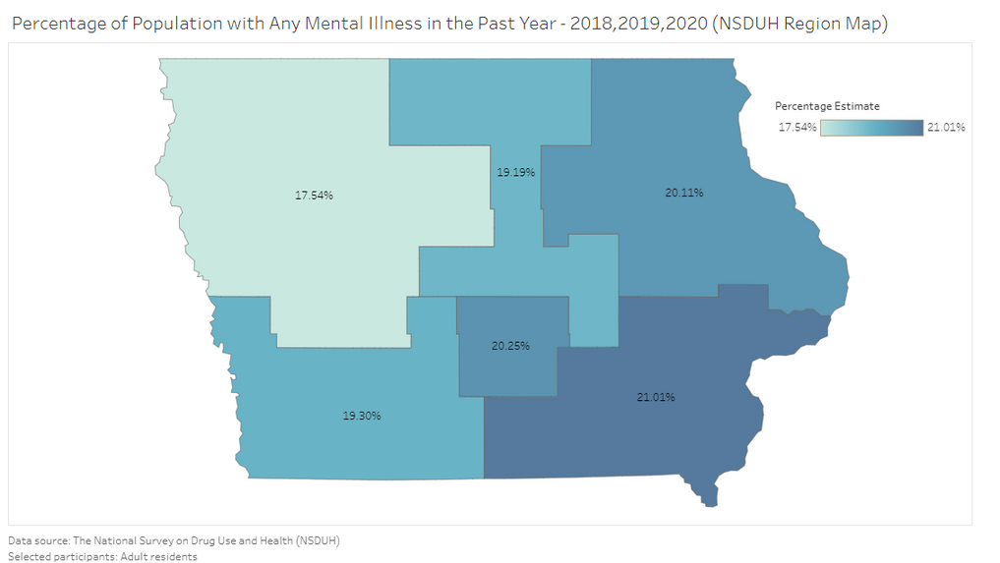 Percentage of Population with Any Mental Illness in the Past Year - 2018,2019,2020 (NSDUH Region Map)
Percentage Estimate
17.54% 21.01%
19.19%
17.54%
20.11%
20.25%
21.01%
19.30%
Data source: The National Survey on Drug Use and Health (NSDUH)
Selected participants: Adult residents